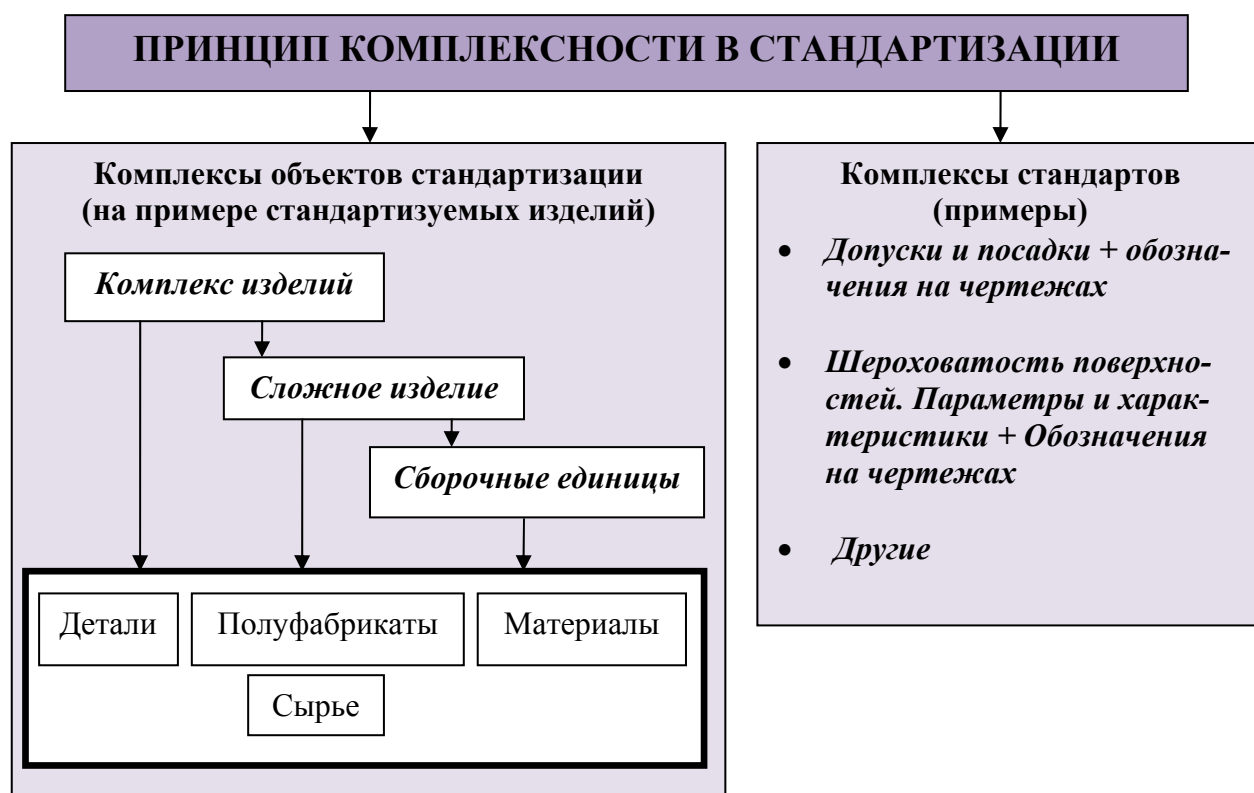 ПРИНЦИП КОМПЛЕКСНОСТИ В СТАНДАРТИЗАЦИИ
Комплексы объектов стандартизации
(на примере стандартизуемых изделий)
Комплекс изделий
Сложное изделие
Сборочные единицы
Детали
Полуфабрикаты
Материалы
Сырье
Комплексы стандартов
(примеры)
• Допуски и посадки + обозна-
чения на чертежах
• Шероховатость поверхно-
стей. Параметры и харак-
теристики + Обозначения
на чертежах
• Другие